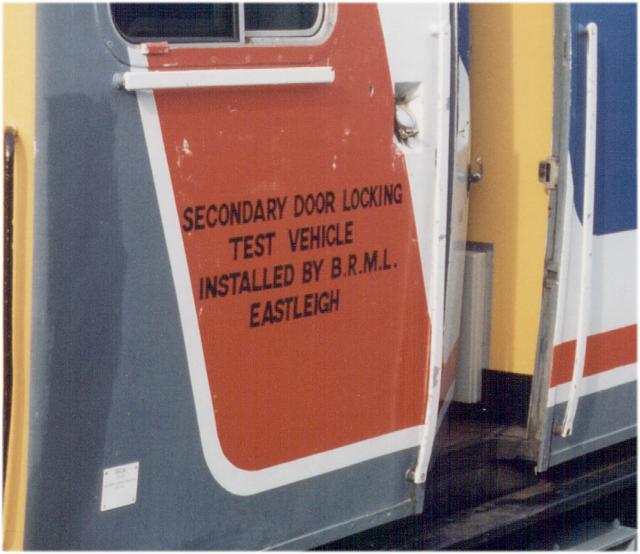 SECONDARY DOOR LOCKING
TEST VEHICLE
INSTALLED BY B.R.M.L.
EASTLEIGH